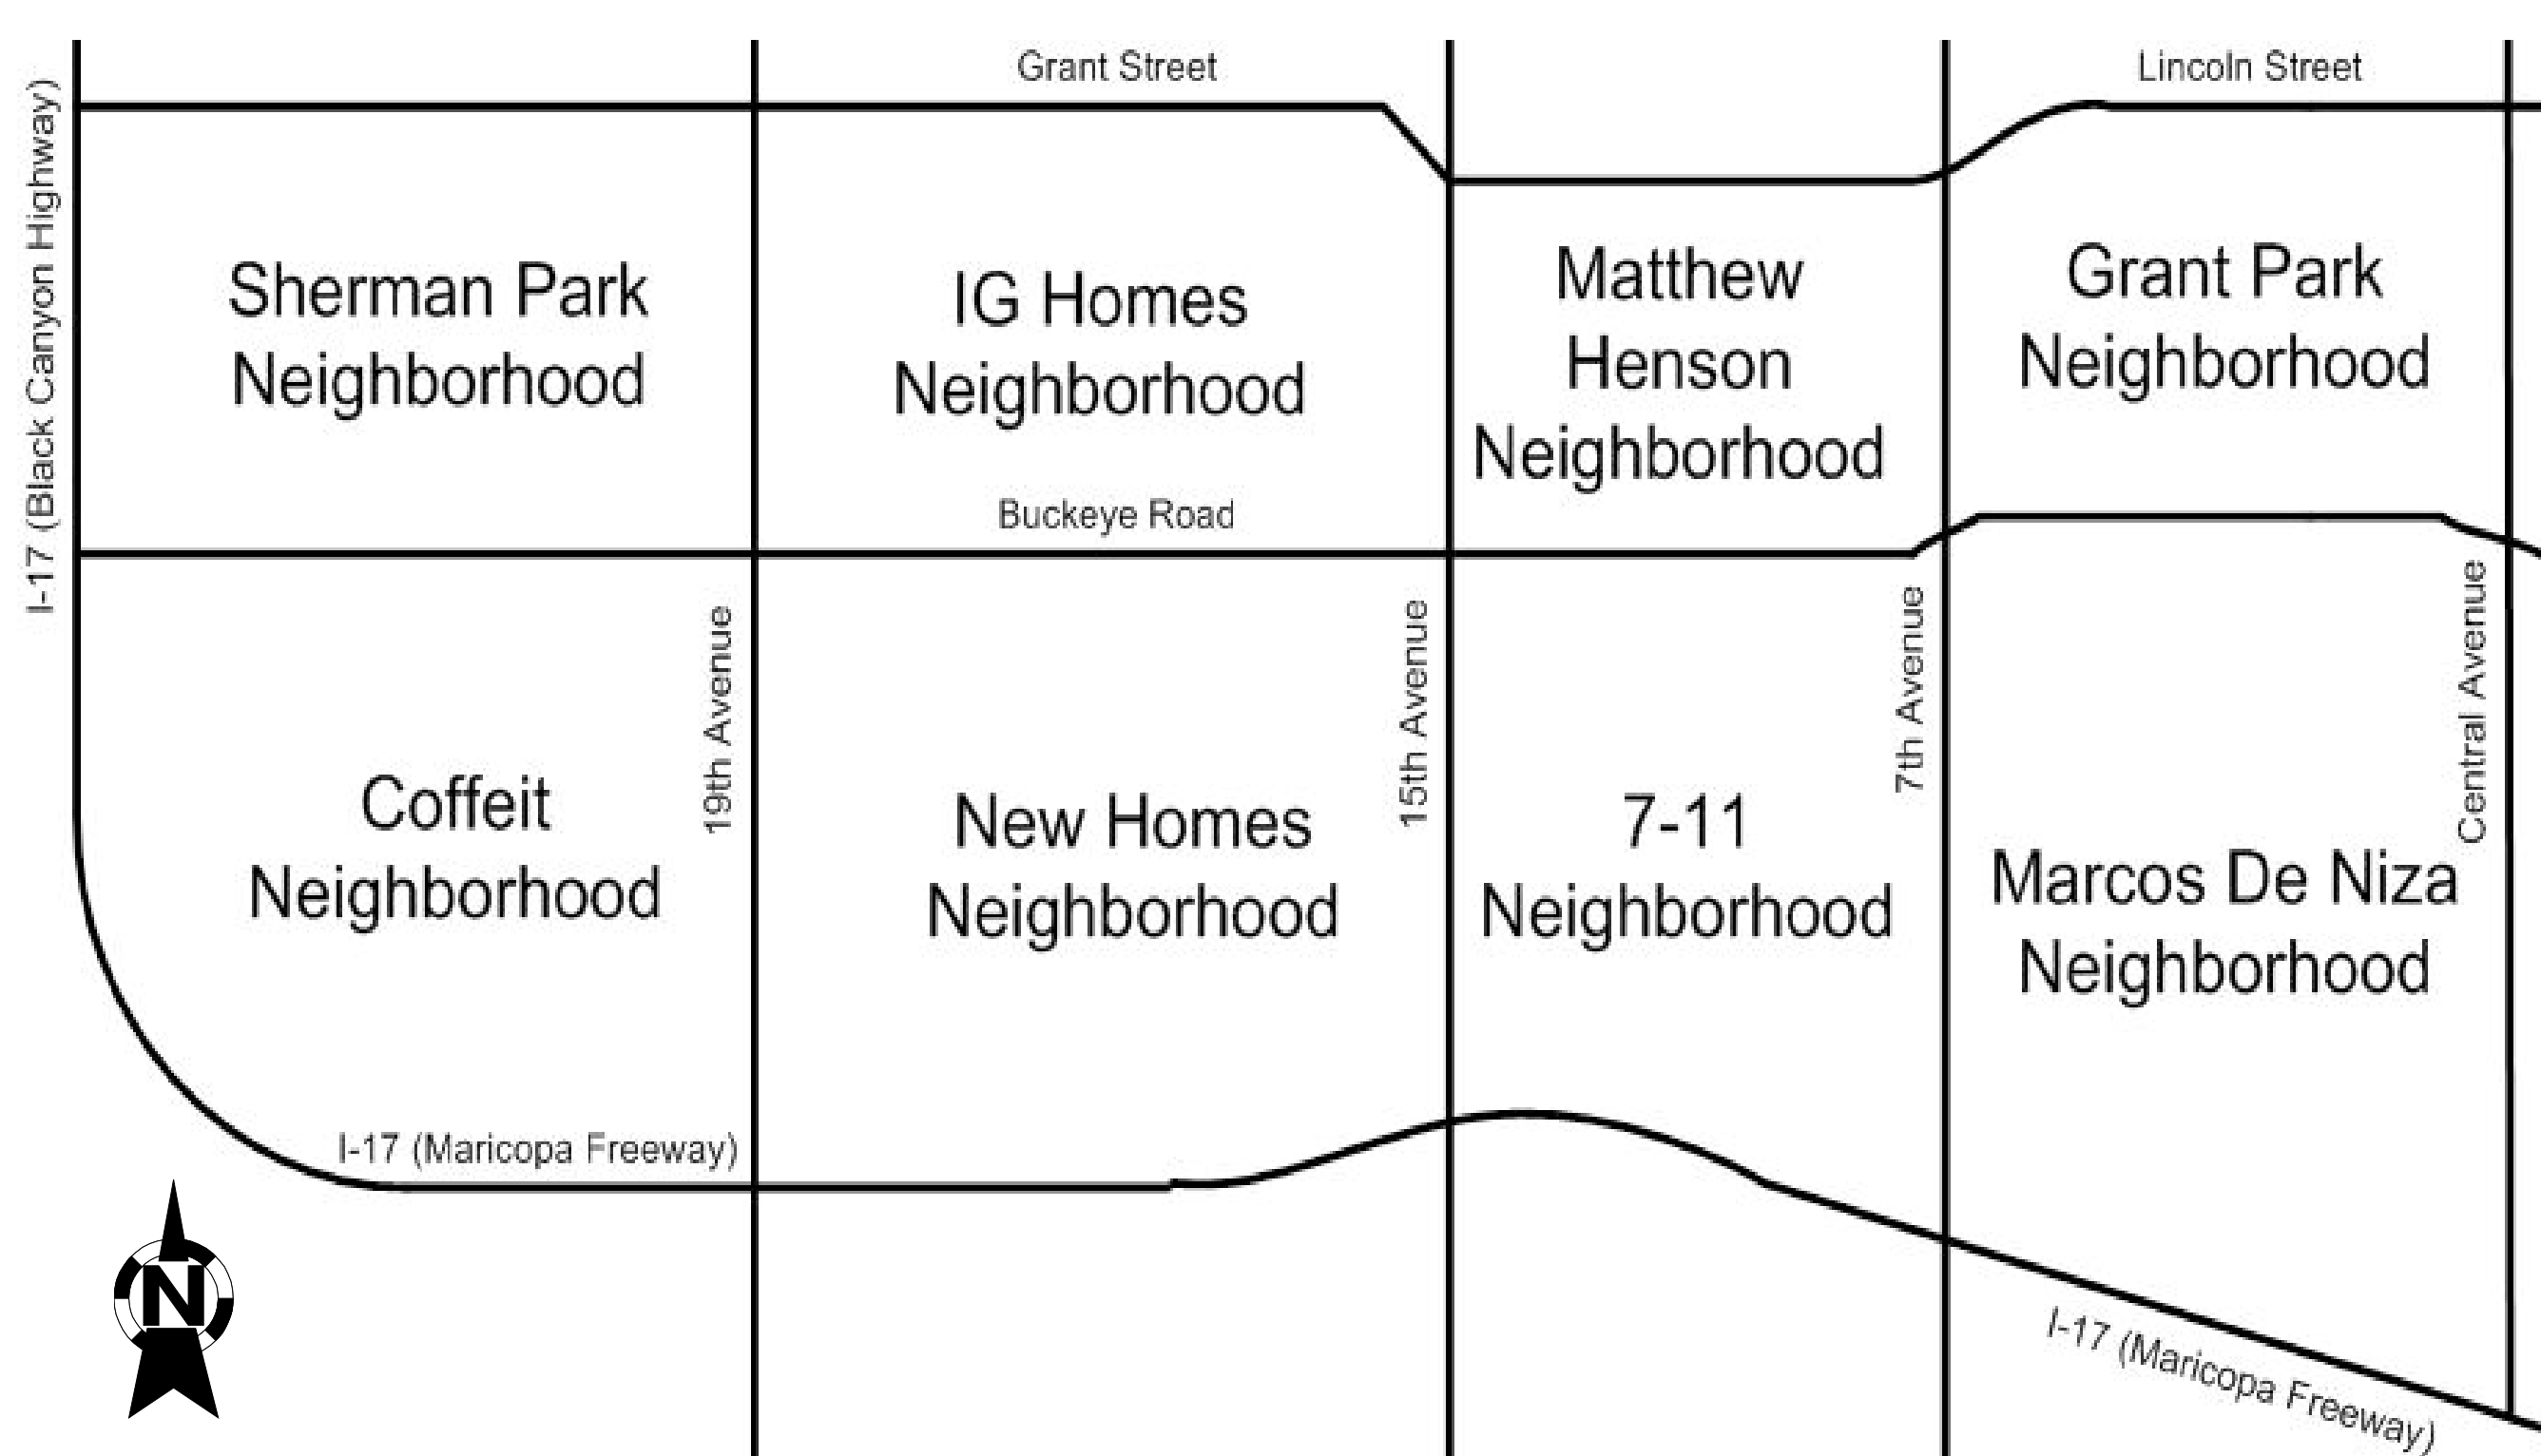 Grant Street
Lincoln Street
I-17 (Black Canyon Highway)
Sherman Park
Neighborhood
IG Homes
Neighborhood
Matthew
Henson
Neighborhood
Grant Park
Neighborhood
Buckeye Road
19th Avenue
15th Avenue
7th Avenue
Central Avenue
Coffeit
Neighborhood
New Homes
Neighborhood
7-11
Neighborhood
Marcos De Niza
Neighborhood
I-17 (Maricopa Freeway)
N
I-17 (Maricopa Freeway)